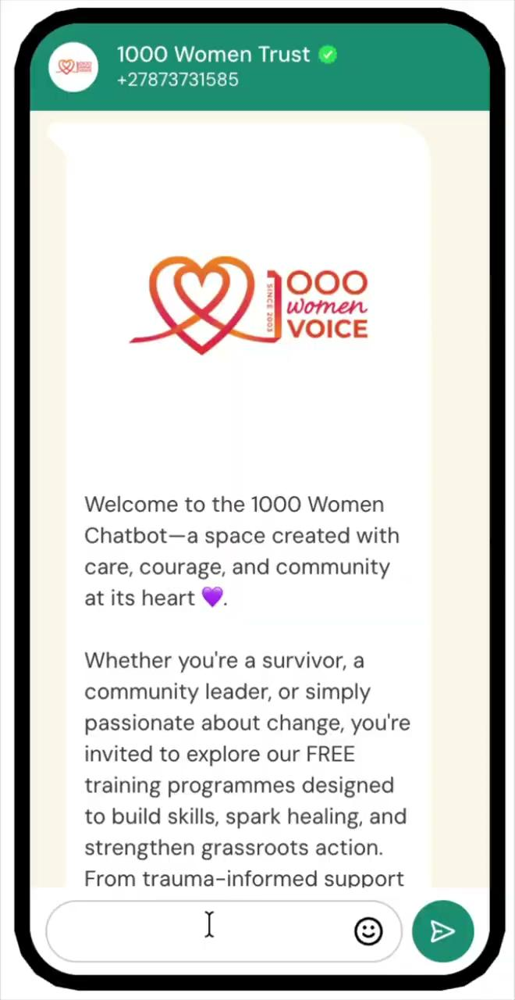 1000 Women Trust
+27873731585
SINCE 2003
1000
women
VOICE
Welcome to the 1000 Women
Chatbot—a space created with
care, courage, and community
at its heart 💜.
Whether you're a survivor, a
community leader, or simply
passionate about change, you're
invited to explore our FREE
training programmes designed
to build skills, spark healing, and
strengthen grassroots action.
From trauma-informed support